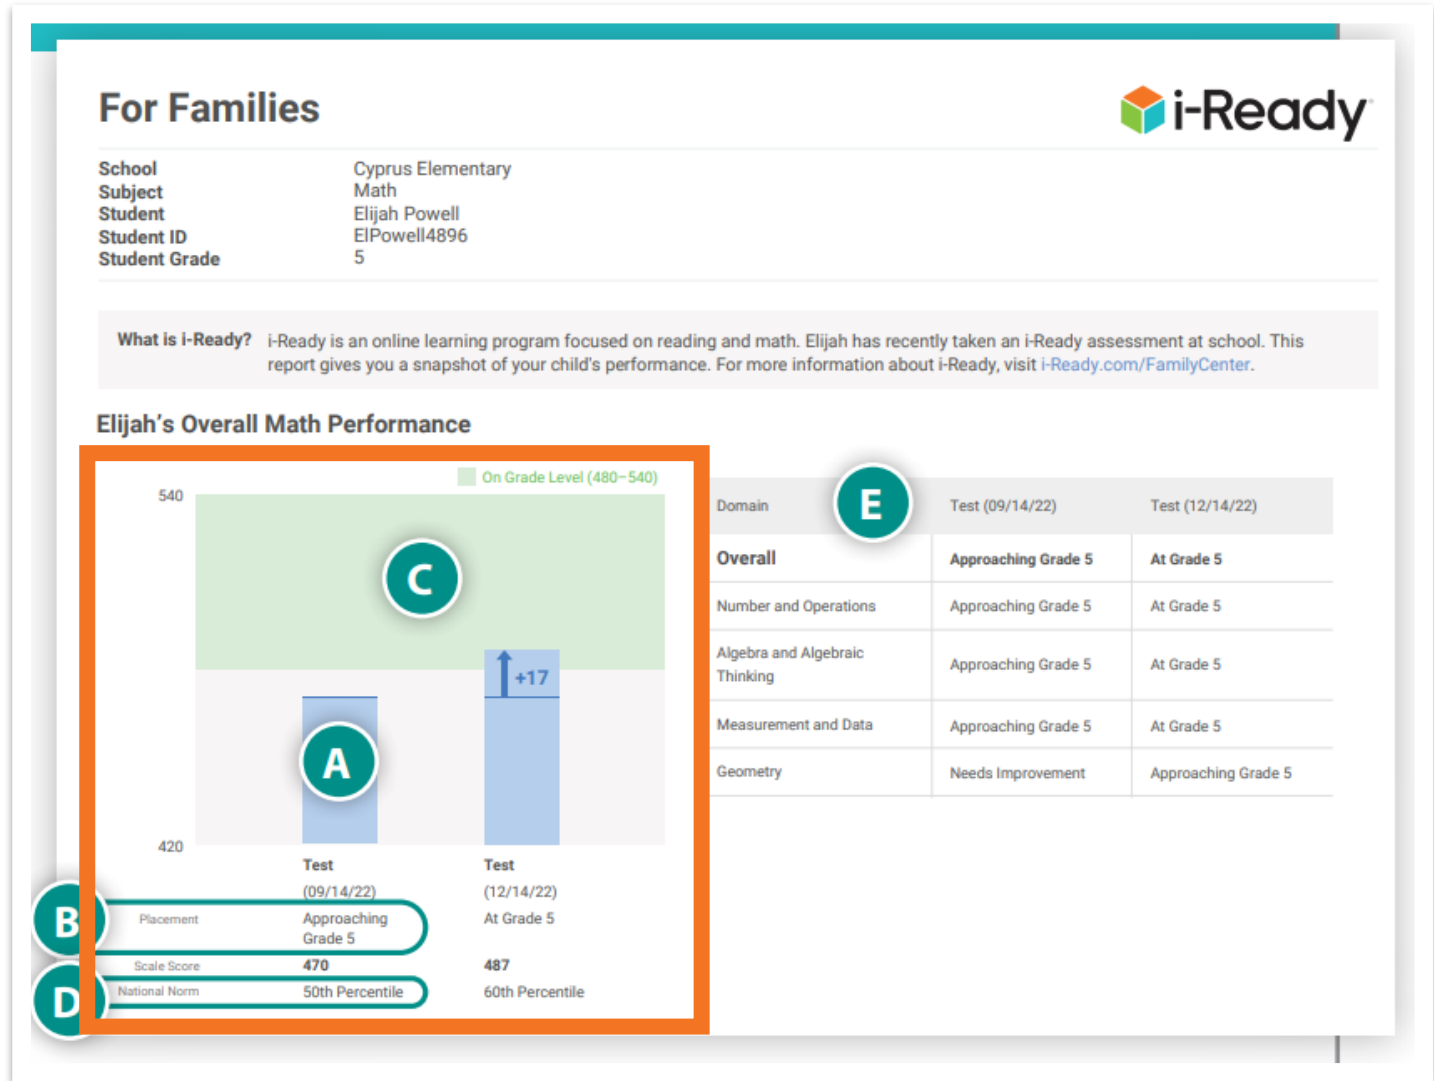 For Families
i-Ready
School Cyprus Elementary
Subject Math
Student Elijah Powell
Student ID ElPowell4896
Student Grade 5
What is i-Ready? i-Ready is an online learning program focused on reading and math. Elijah has recently taken an i-Ready assessment at school. This
report gives you a snapshot of your child's performance. For more information about i-Ready, visit i-Ready.com/FamilyCenter.
Elijah's Overall Math Performance
On Grade Level (480–540)
540
C
+17
A
420
Test Test
(09/14/22) (12/14/22)
B
Placement Approaching At Grade 5
Grade 5
Scale Score 470 487
D
National Norm 50th Percentile 60th Percentile
Domain E Test (09/14/22) Test (12/14/22)
Overall Approaching Grade 5 At Grade 5
Number and Operations Approaching Grade 5 At Grade 5
Algebra and Algebraic
Thinking Approaching Grade 5 At Grade 5
Measurement and Data Approaching Grade 5 At Grade 5
Geometry Needs Improvement Approaching Grade 5